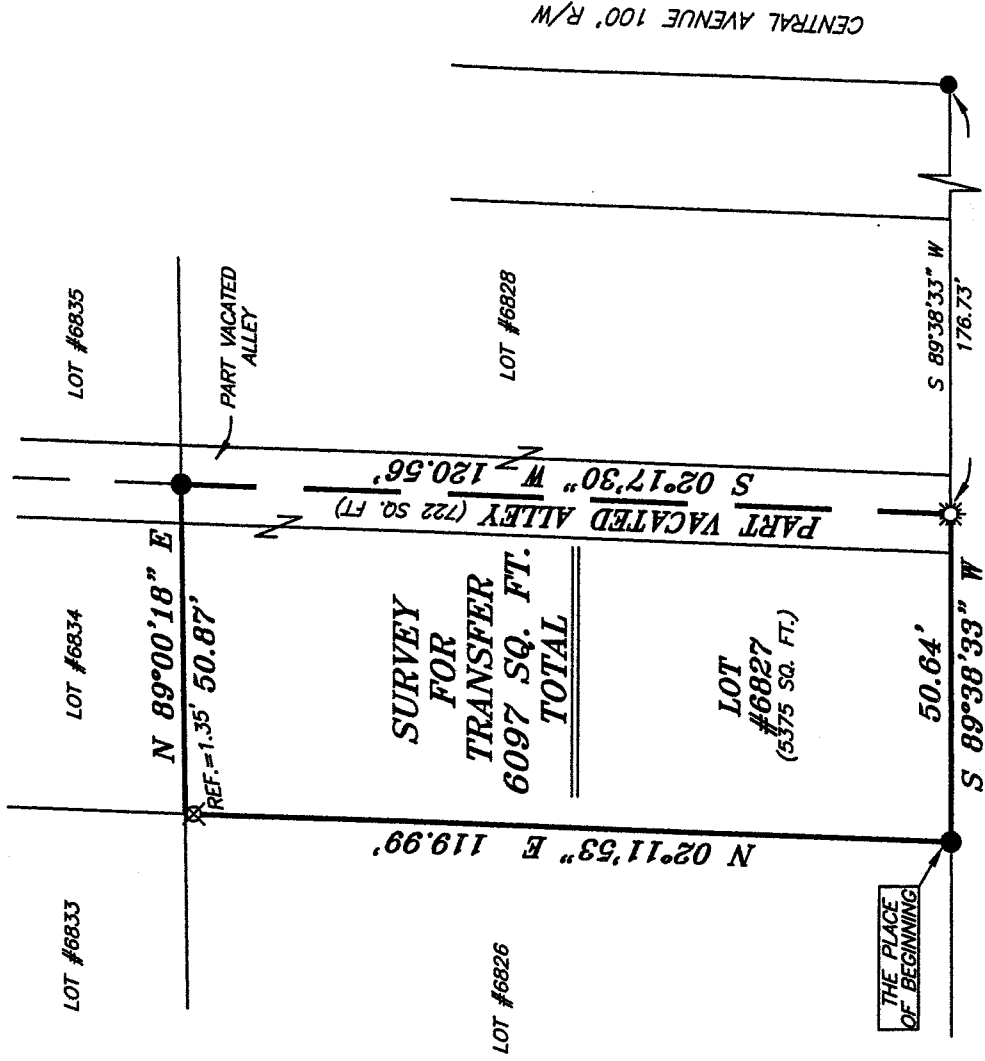 CENTRAL AVENUE 100' R/W
LOT #6835
PART VACATED
ALLEY
LOT #6828
S 89°38'33" W
176.73'
LOT #6834
N 89°00'18" E
50.87'
REF.=1.35'
S 02°17'30" W 120.56'
PART VACATED ALLEY (722 SQ. FT)
SURVEY
FOR
TRANSFER
6097 SQ. FT.
TOTAL
LOT
#6827
(5375 SQ. FT.)
50.64'
S 89°38'33" W
N 02°11'53" E 119.99'
LOT #6833
LOT #6826
THE PLACE
OF BEGINNING